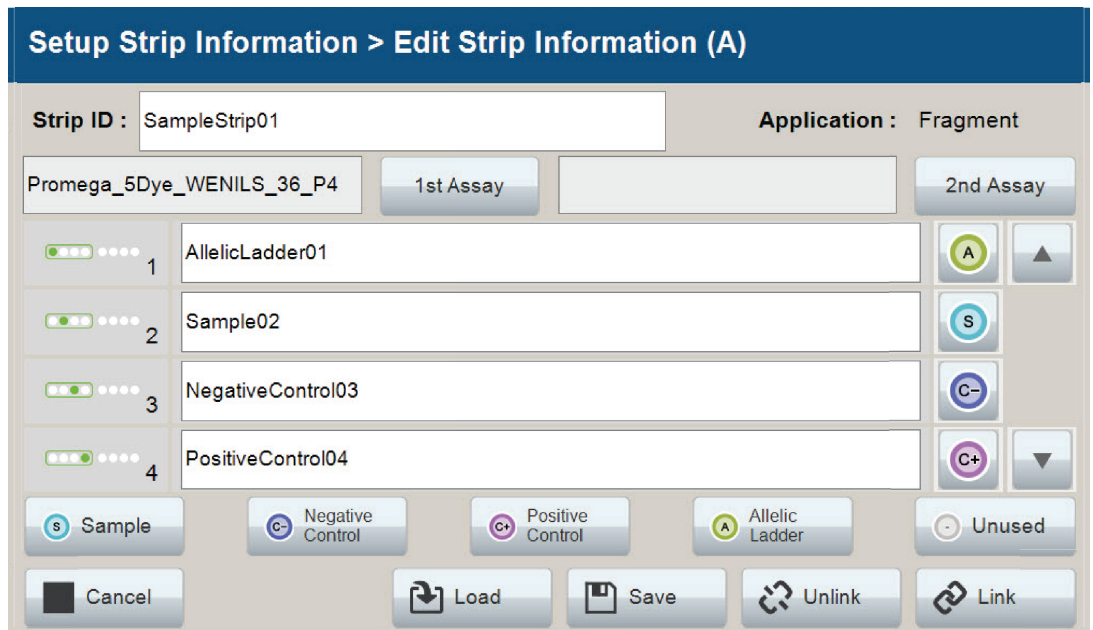 Setup Strip Information > Edit Strip Information (A)
Strip ID : SampleStrip01 Application : Fragment
Promega_5Dye_WENILS_36_P4 1st Assay 2nd Assay
1 AllelicLadder01 A
2 Sample02 S
3 NegativeControl03 C-
4 PositiveControl04 C+
S Sample C- Negative Control C+ Positive Control A Allelic Ladder - Unused
Cancel Load Save Unlink Link